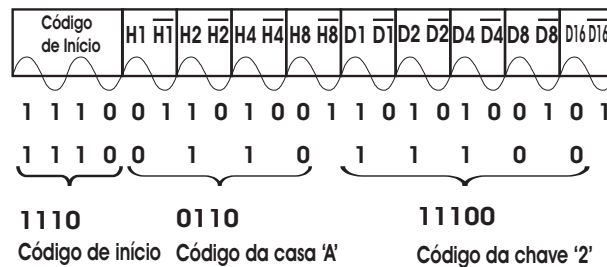 Código de Início H1 H1 H2 H2 H4 H4 H8 H8 D1 D1 D2 D2 D4 D4 D8 D8 D16 D16
1 1 1 0 0 1 1 0 1 0 0 1 1 0 1 0 1 0 0 1 0 1
1 1 1 0 0 1 1 0 1 1 1 0 0
1110 0110 11100
Código de início Código da casa 'A' Código da chave '2'